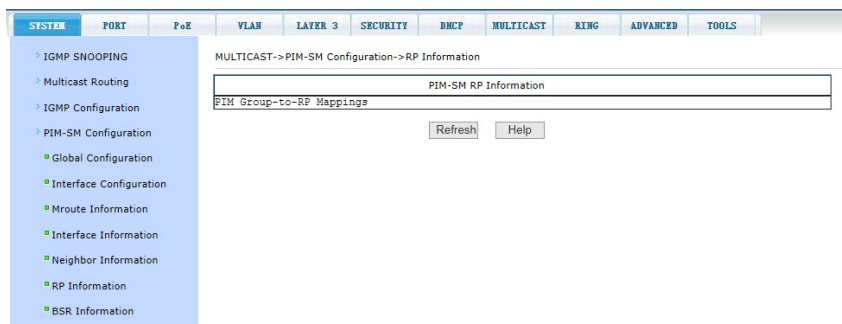 SYSTEM PORT PoE VLAN LAYER 3 SECURITY DHCP MULTICAST RING ADVANCED TOOLS
IGMP SNOOPING
Multicast Routing
IGMP Configuration
PIM-SM Configuration
Global Configuration
Interface Configuration
Mroute Information
Interface Information
Neighbor Information
RP Information
BSR Information
MULTICAST->PIM-SM Configuration->RP Information
PIM-SM RP Information
PIM Group-to-RP Mappings
Refresh Help